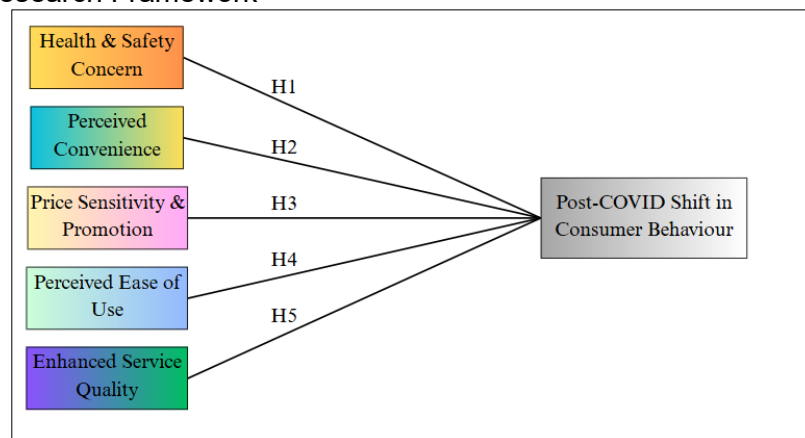 Health & Safety
Concern
H1
Perceived
Convenience
H2
Price Sensitivity &
Promotion
H3
Post-COVID Shift in
Consumer Behaviour
Perceived Ease of
Use
H4
Enhanced Service
Quality
H5